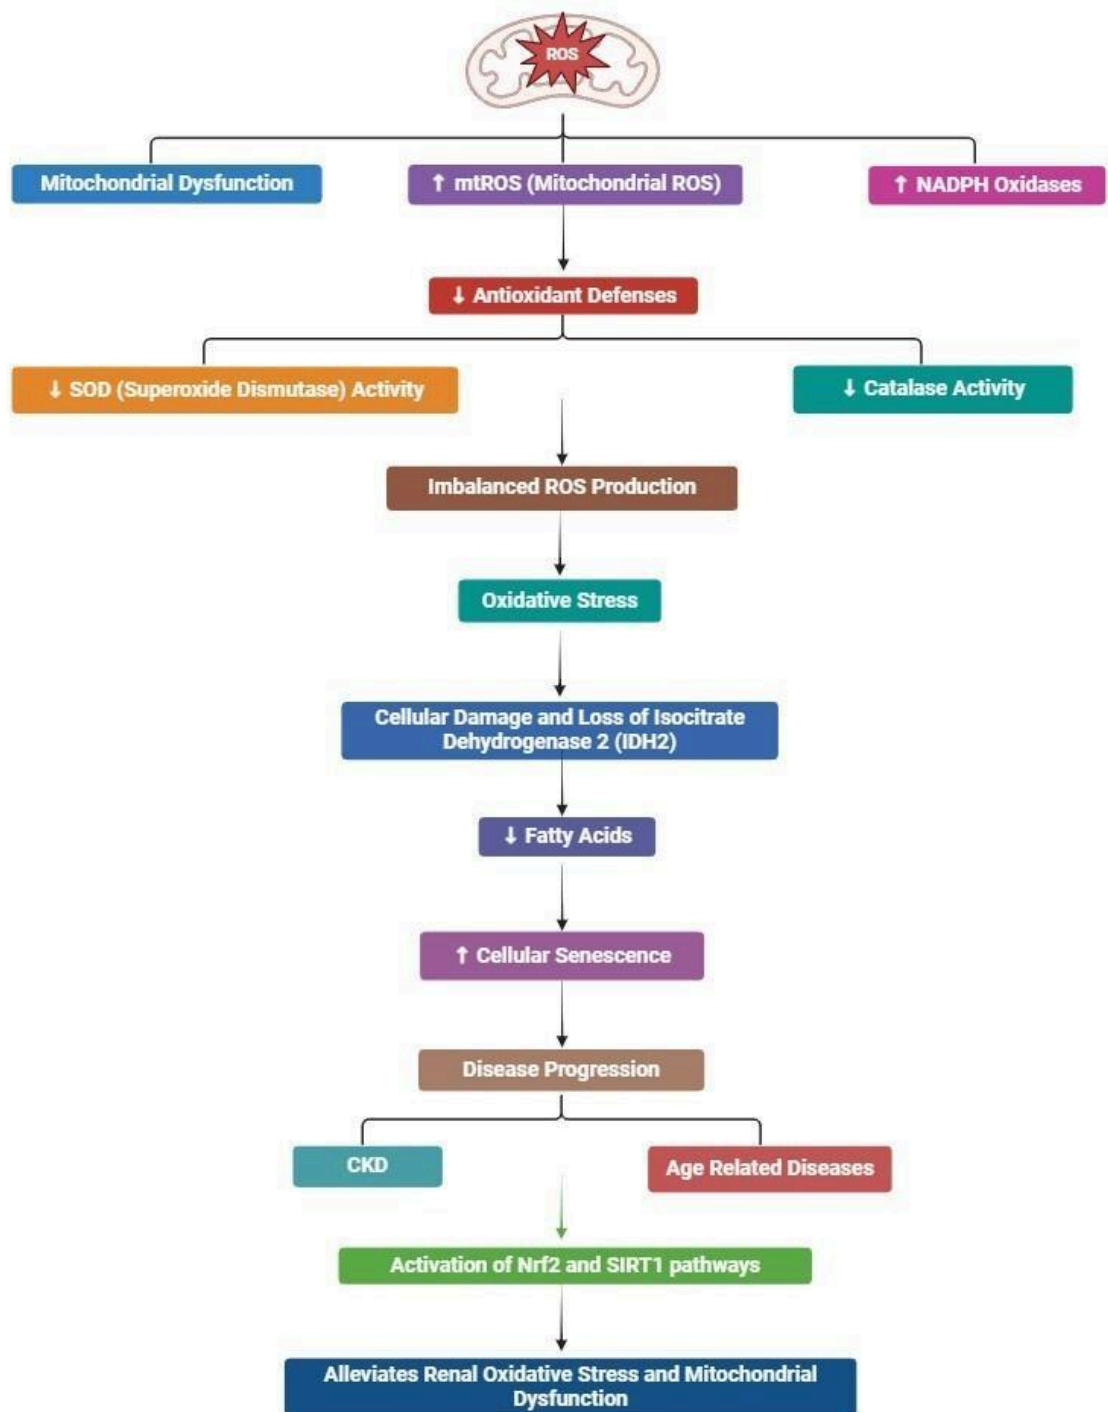 ROS
Mitochondrial Dysfunction
↑ mtROS (Mitochondrial ROS)
↑ NADPH Oxidases
↓ Antioxidant Defenses
↓ SOD (Superoxide Dismutase) Activity
↓ Catalase Activity
Imbalanced ROS Production
Oxidative Stress
Cellular Damage and Loss of Isocitrate
Dehydrogenase 2 (IDH2)
↓ Fatty Acids
↑ Cellular Senescence
Disease Progression
CKD
Age Related Diseases
Activation of Nrf2 and SIRT1 pathways
Alleviates Renal Oxidative Stress and Mitochondrial
Dysfunction